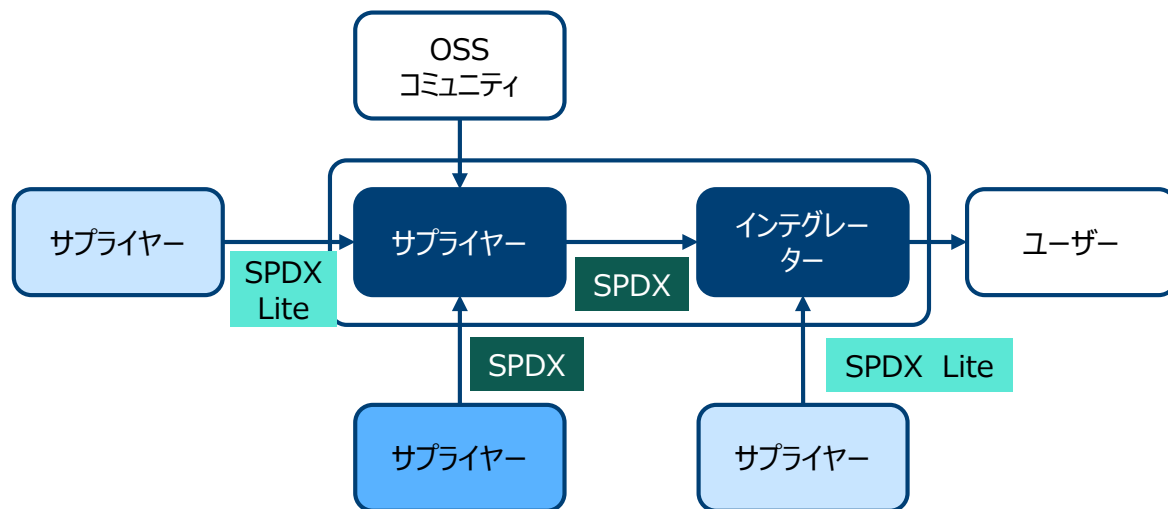 OSS
コミュニティ
サプライヤー
サプライヤー
インテグレー
ター
ユーザー
SPDX
Lite
SPDX
SPDX
SPDX Lite
サプライヤー
サプライヤー